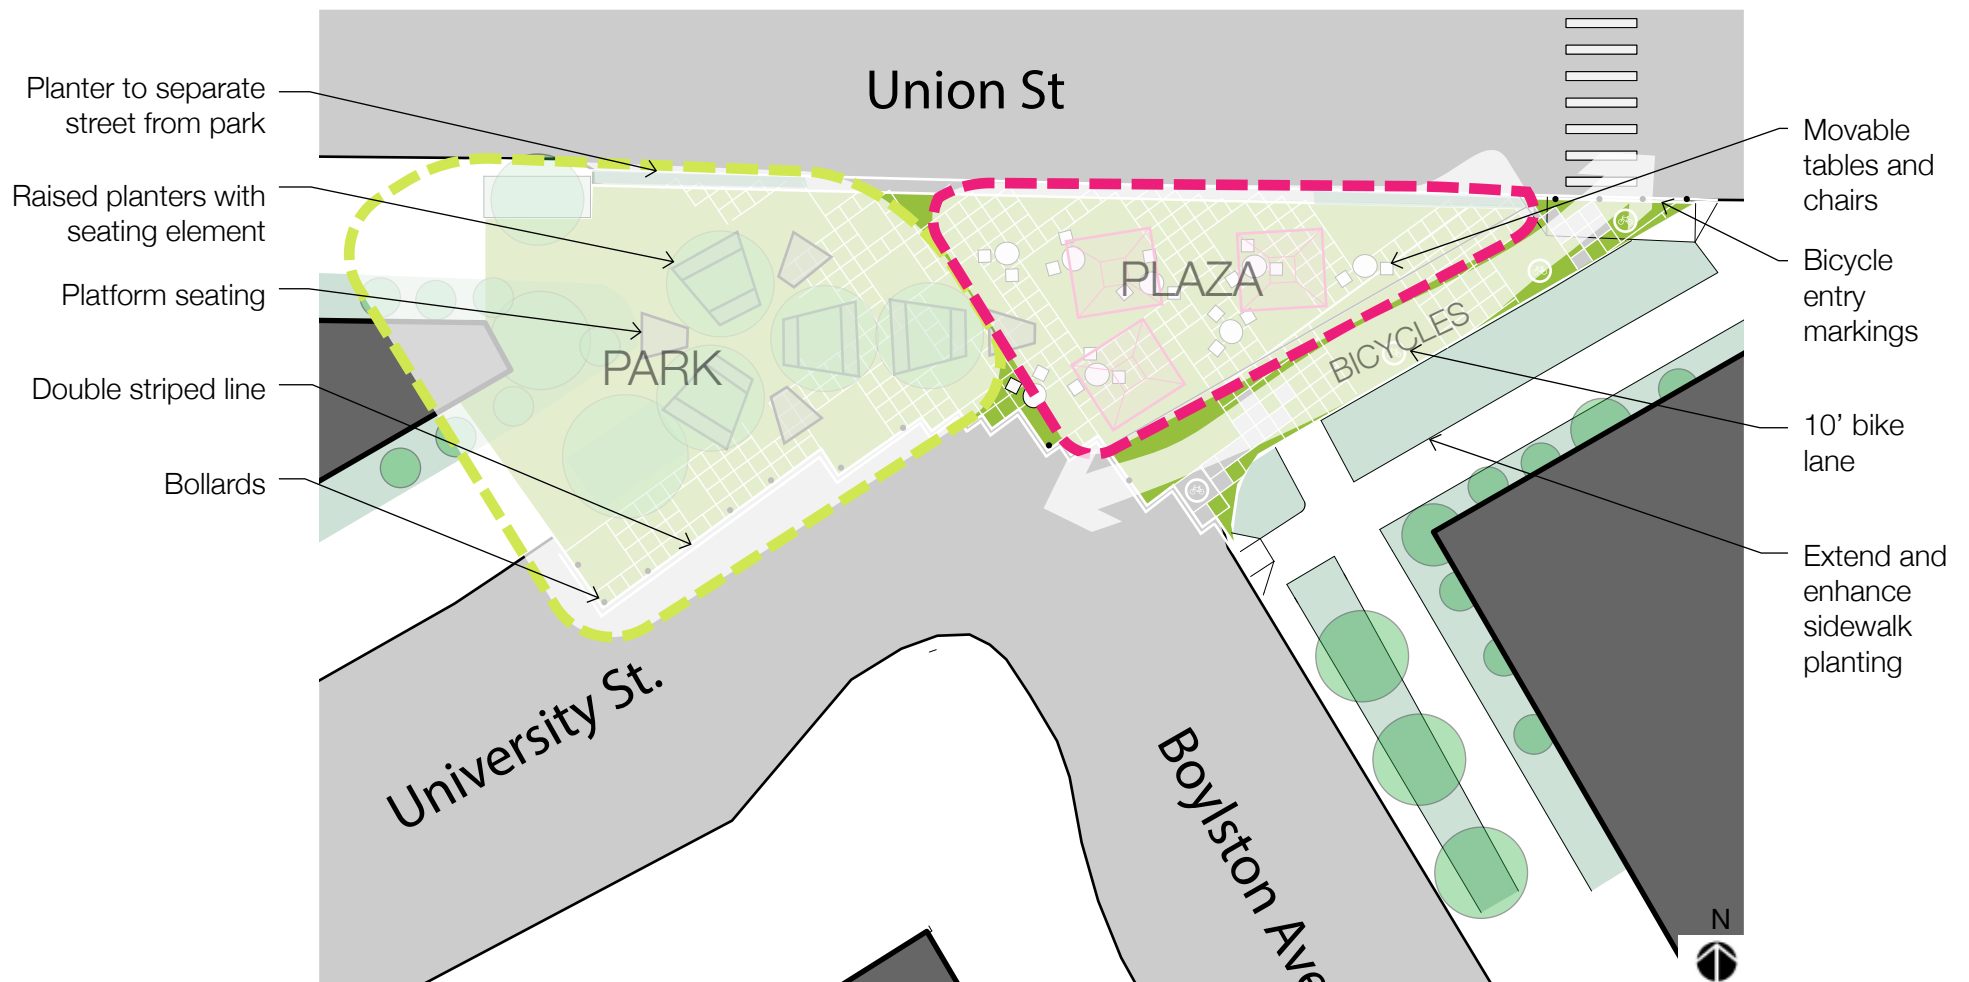 Union St
Planter to separate
street from park
Raised planters with
seating element
Platform seating
Double striped line
Bollards
PARK
PLAZA
BICYCLES
Movable
tables and
chairs
Bicycle
entry
markings
10' bike
lane
Extend and
enhance
sidewalk
planting
University St.
Boylston Ave
N